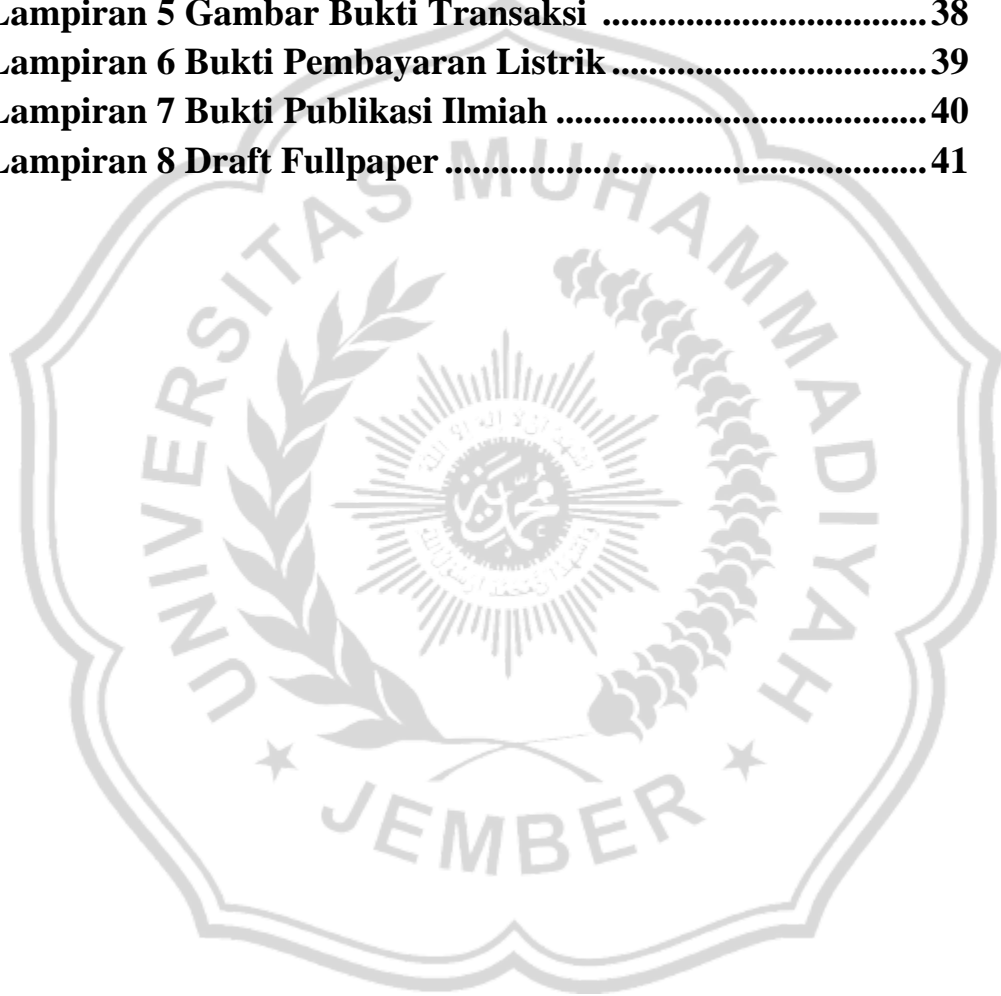 Lampiran 5 Gambar Bukti Transaksi ..................................38
Lampiran 6 Bukti Pembayaran Listrik..................................39
Lampiran 7 Bukti Publikasi Ilmiah ........................................40
Lampiran 8 Draft Fullpaper....................................................41
UNIVERSITAS MUHAMMADIYAH
JEMBER